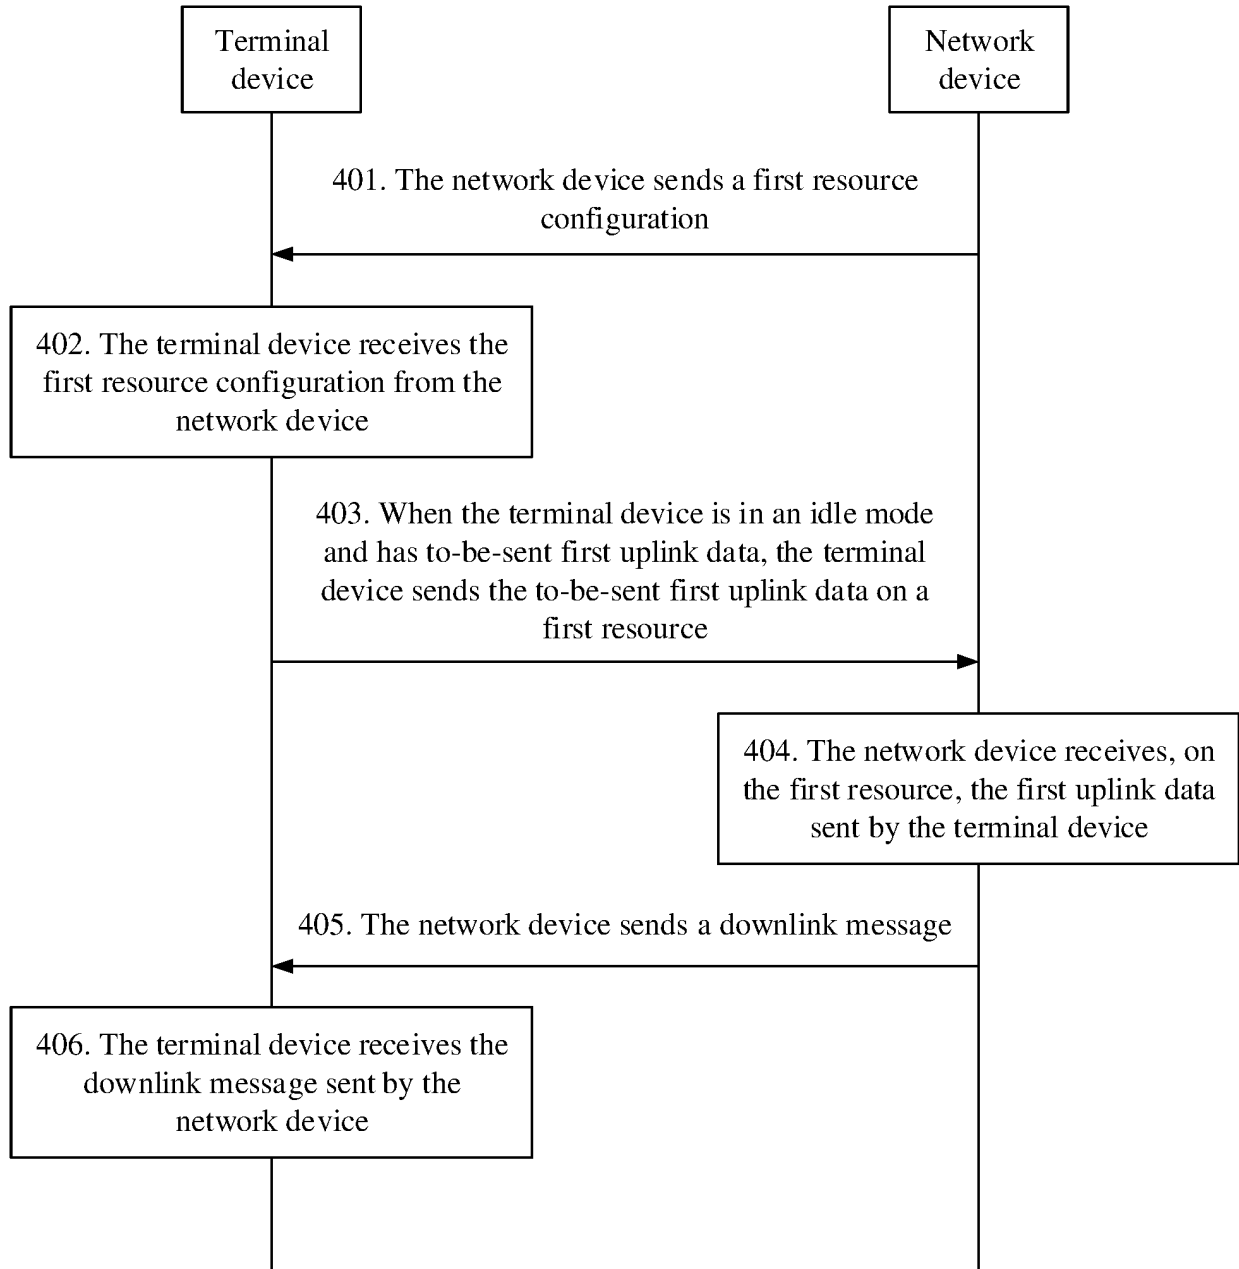 Terminal
device
Network
device
401. The network device sends a first resource
configuration
402. The terminal device receives the
first resource configuration from the
network device
403. When the terminal device is in an idle mode
and has to-be-sent first uplink data, the terminal
device sends the to-be-sent first uplink data on a
first resource
404. The network device receives, on
the first resource, the first uplink data
sent by the terminal device
405. The network device sends a downlink message
406. The terminal device receives the
downlink message sent by the
network device